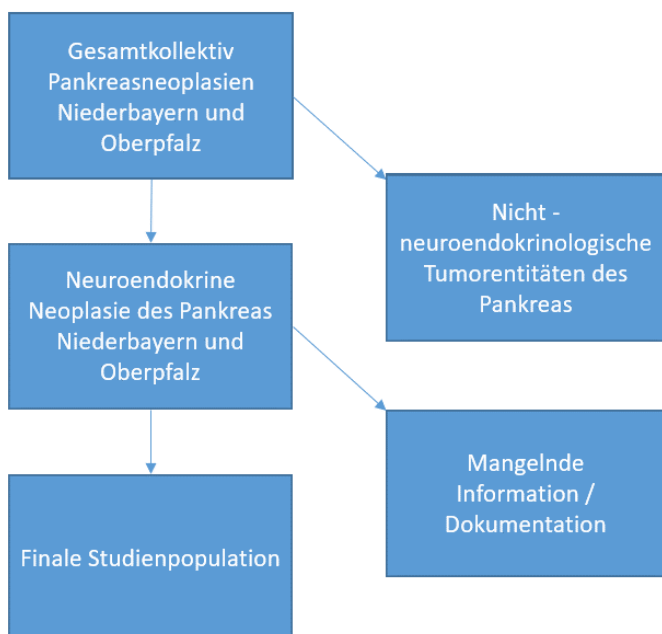 Gesamtkollektiv
Pankreasneoplasien
Niederbayern und
Oberpfalz
Nicht -
neuroendokrinologische
Tumorentitäten des
Pankreas
Neuroendokrine
Neoplasie des Pankreas
Niederbayern und
Oberpfalz
Mangelnde
Information /
Dokumentation
Finale Studienpopulation